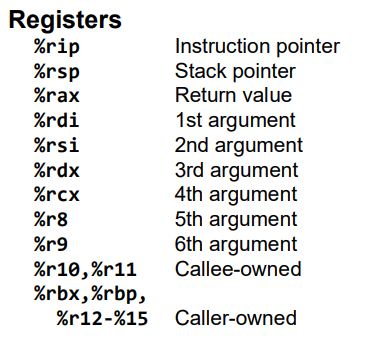 Registers
%rip Instruction pointer
%rsp Stack pointer
%rax Return value
%rdi 1st argument
%rsi 2nd argument
%rdx 3rd argument
%rcx 4th argument
%r8 5th argument
%r9 6th argument
%r10,%r11 Callee-owned
%rbx,%rbp,
%r12-%15 Caller-owned